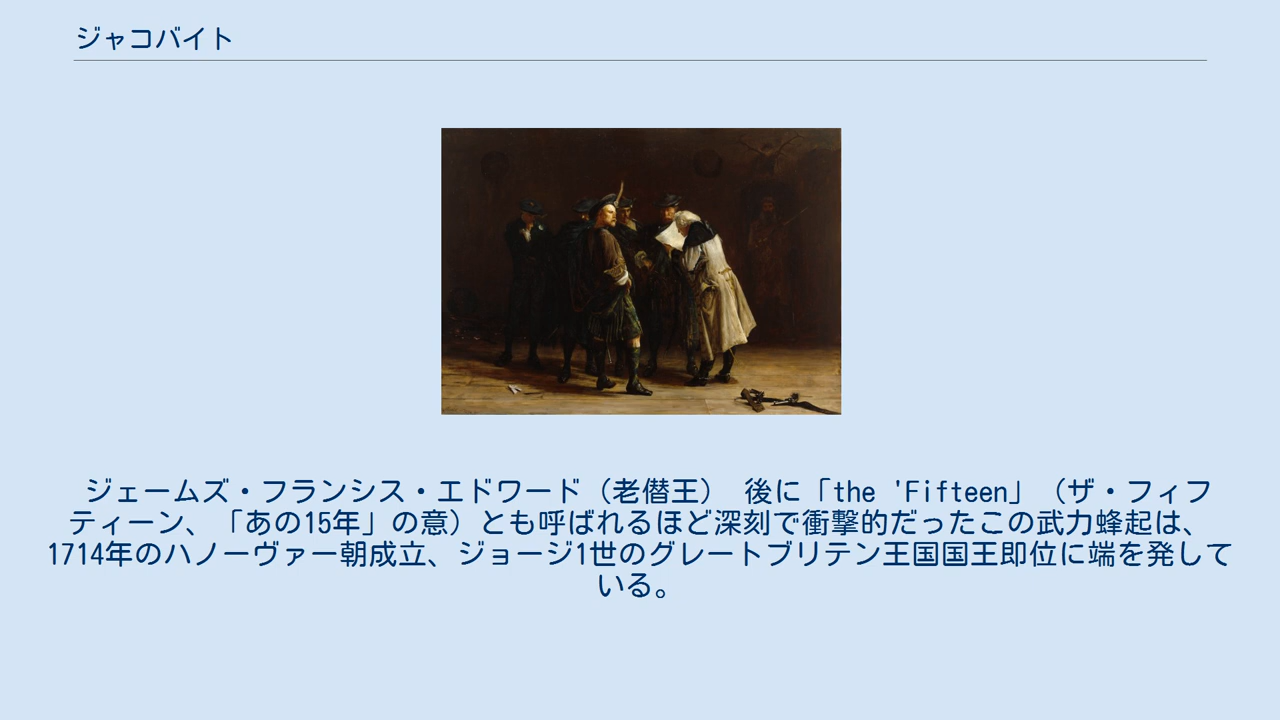 ジャコバイト
ジェームズ・フランシス・エドワード（老僭王） 後に「the 'Fifteen」（ザ・フィフ
ティーン、「あの15年」の意）とも呼ばれるほど深刻で衝撃的だったこの武力蜂起は、
1714年のハノーヴァー朝成立、ジョージ1世のグレートブリテン王国国王即位に端を発して
いる。